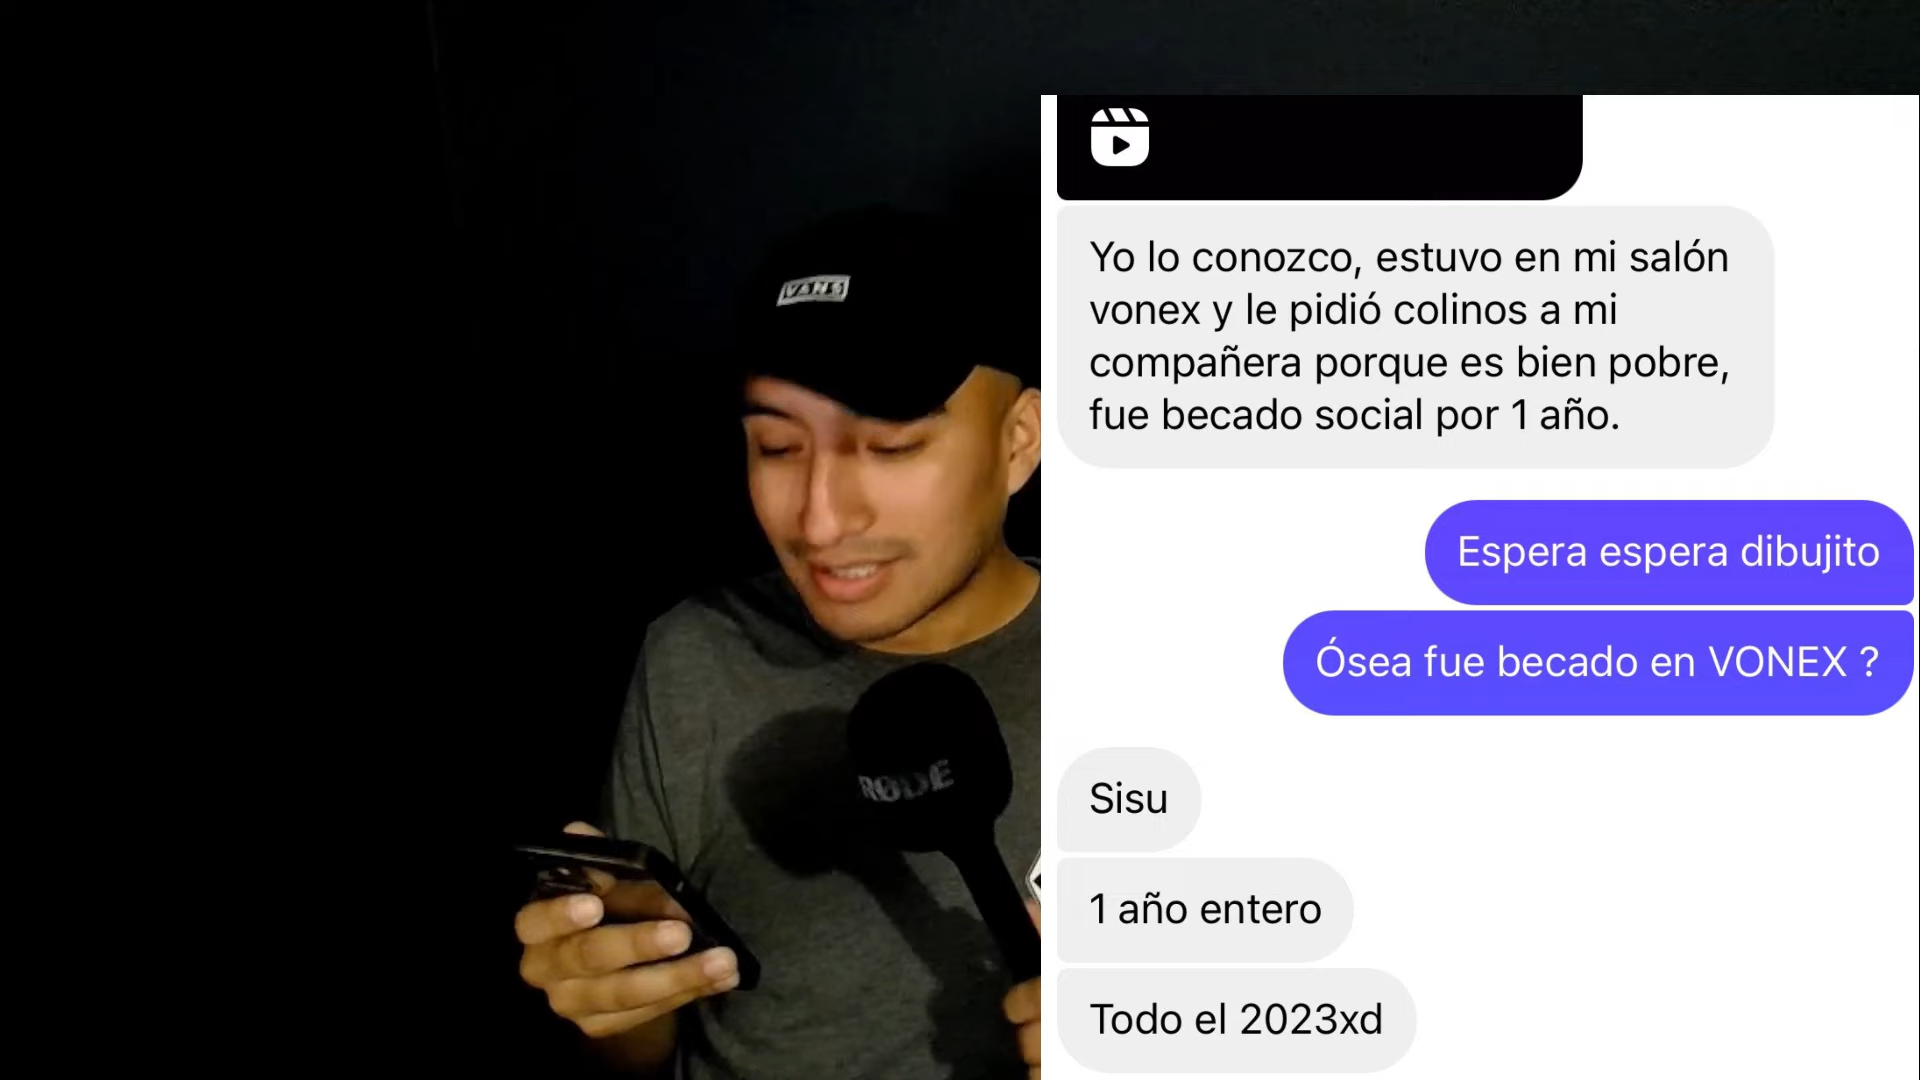 VANS
RØDE
Yo lo conozco, estuvo en mi salón
vonex y le pidió colinos a mi
compañera porque es bien pobre,
fue becado social por 1 año.
Espera espera dibujito
Ósea fue becado en VONEX ?
Sisu
1 año entero
Todo el 2023xd